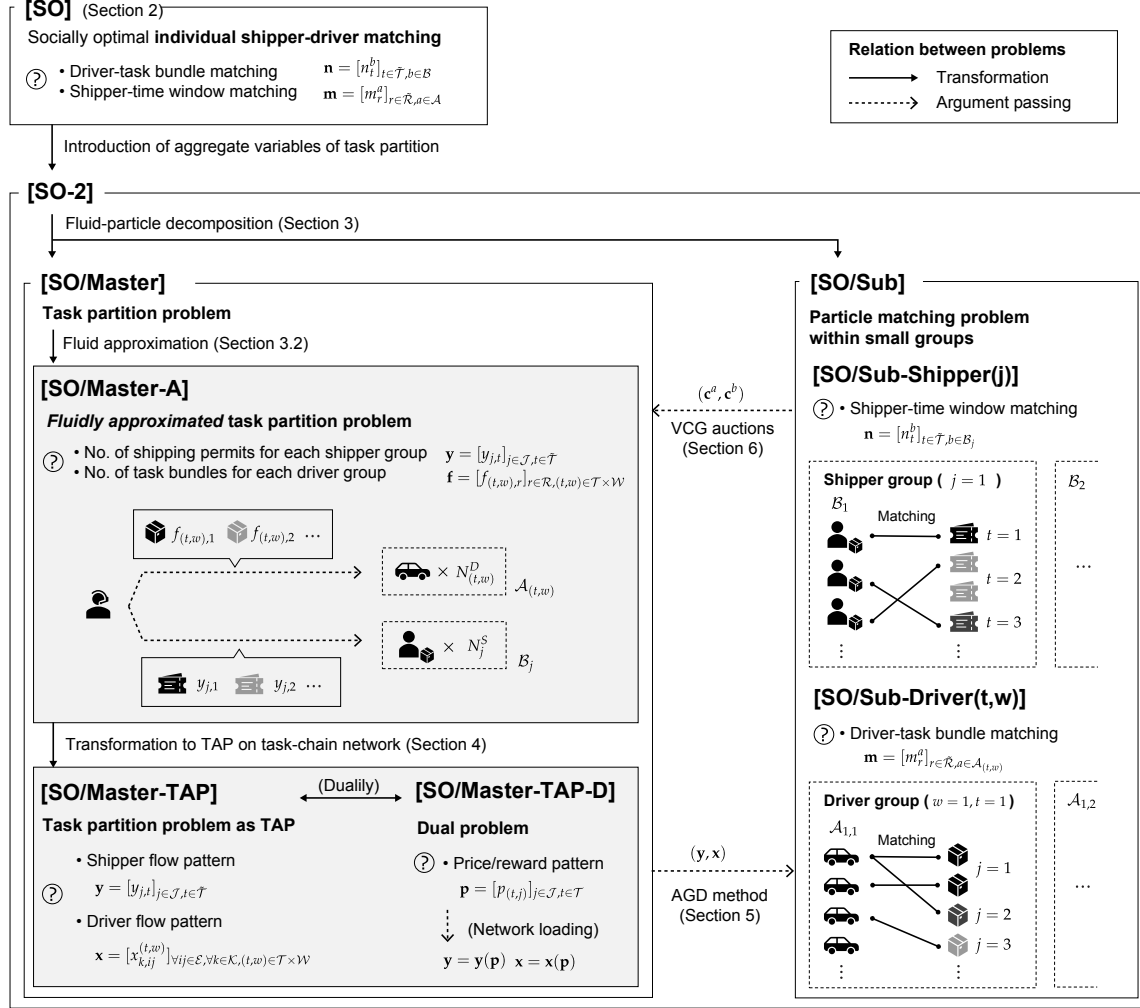 [SO] (Section 2)
Socially optimal individual shipper-driver matching
? • Driver-task bundle matching n = [n_t^b]_{t∈𝒯̃,b∈ℬ}
• Shipper-time window matching m = [m_r^a]_{r∈ℛ̃,a∈𝒜}
Relation between problems
Transformation
Argument passing
Introduction of aggregate variables of task partition
[SO-2]
Fluid-particle decomposition (Section 3)
[SO/Master]
Task partition problem
Fluid approximation (Section 3.2)
[SO/Master-A]
Fluidly approximated task partition problem
? • No. of shipping permits for each shipper group y = [y_{j,t}]_{j∈𝒥,t∈𝒯̃}
• No. of task bundles for each driver group f = [f_{(t,w),r}]_{r∈ℛ,(t,w)∈𝒯×𝒲}
f_{(t,w),1} f_{(t,w),2} ···
× N^D_{(t,w)}
𝒜_{(t,w)}
× N^S_j
ℬ_j
y_{j,1} y_{j,2} ···
Transformation to TAP on task-chain network (Section 4)
[SO/Master-TAP]
(Dualily)
[SO/Master-TAP-D]
Task partition problem as TAP
• Shipper flow pattern
? y = [y_{j,t}]_{j∈𝒥,t∈𝒯̃}
• Driver flow pattern
x = [x^{(t,w)}_{k,ij}]_{∀ij∈ℰ,∀k∈𝒦,(t,w)∈𝒯×𝒲}
Dual problem
? • Price/reward pattern
p = [p_{(t,j)}]_{j∈𝒥,t∈𝒯}
(Network loading)
y = y(p) x = x(p)
(c^a, c^b)
VCG auctions
(Section 6)
(y, x)
AGD method
(Section 5)
[SO/Sub]
Particle matching problem
within small groups
[SO/Sub-Shipper(j)]
? • Shipper-time window matching
n = [n_t^b]_{t∈𝒯̃,b∈ℬ_j}
Shipper group ( j = 1 )
ℬ_1
Matching
t = 1
t = 2
t = 3
⋮ ⋮
ℬ_2
···
[SO/Sub-Driver(t,w)]
? • Driver-task bundle matching
m = [m_r^a]_{r∈ℛ̃,a∈𝒜_{(t,w)}}
Driver group ( w = 1, t = 1 )
𝒜_{1,1}
Matching
j = 1
j = 2
j = 3
⋮ ⋮
𝒜_{1,2}
···